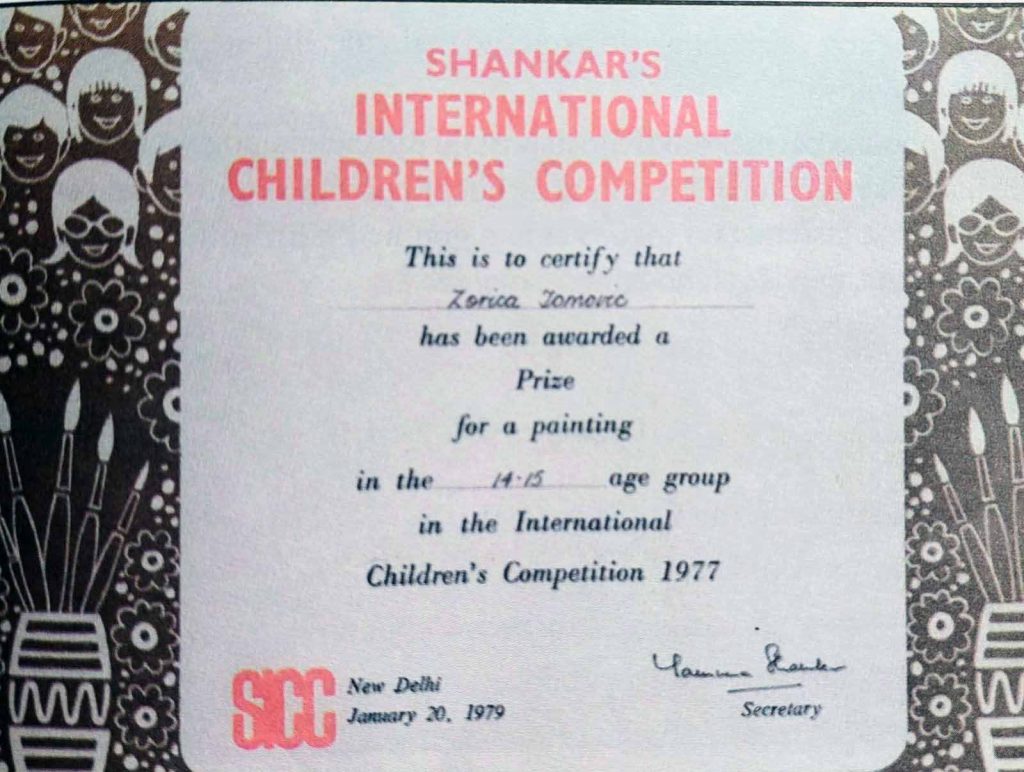 SHANKAR'S
INTERNATIONAL
CHILDREN'S COMPETITION
This is to certify that
Zorica Tomovic
has been awarded a
Prize
for a painting
in the 14-15 age group
in the International
Children's Competition 1977
SICC New Delhi
January 20, 1979
Secretary